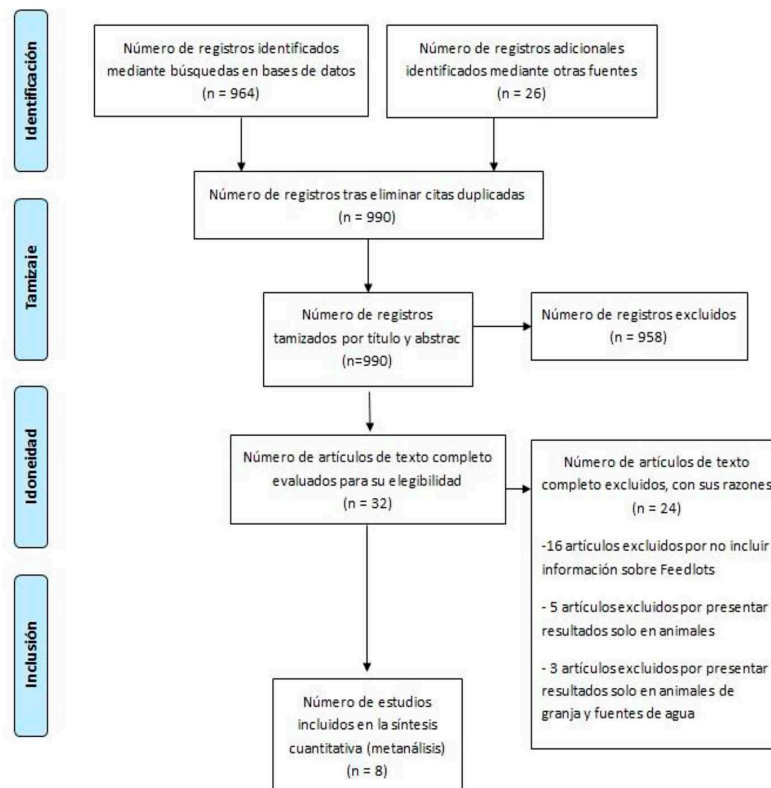 Identificación
Número de registros identificados
mediante búsquedas en bases de datos
(n = 964)
Número de registros adicionales
identificados mediante otras fuentes
(n = 26)
Número de registros tras eliminar citas duplicadas
(n = 990)
Tamizaje
Número de registros
tamizados por título y abstrac
(n=990)
Número de registros excluidos
(n = 958)
Idoneidad
Número de artículos de texto completo
evaluados para su elegibilidad
(n = 32)
Número de artículos de texto
completo excluidos, con sus razones
(n = 24)
-16 artículos excluidos por no incluir
información sobre Feedlots
- 5 artículos excluidos por presentar
resultados solo en animales
- 3 artículos excluidos por presentar
resultados solo en animales de
granja y fuentes de agua
Inclusión
Número de estudios
incluidos en la síntesis
cuantitativa (metanálisis)
(n = 8)